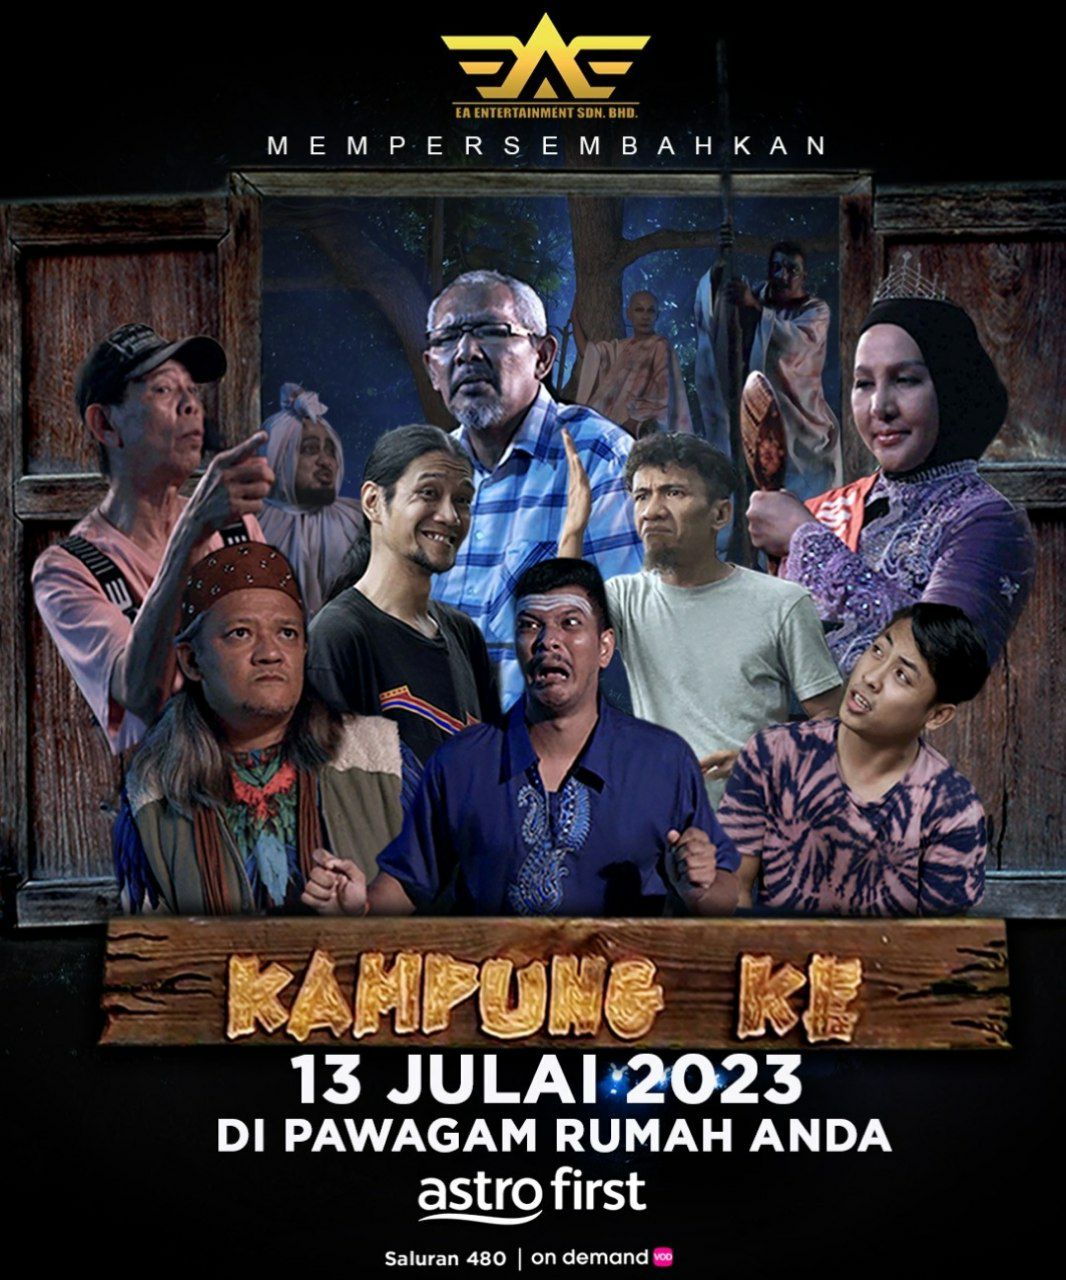 EAE
EA ENTERTAINMENT SDN. BHD.
MEMPERSEMBAHKAN
KAMPUNG KE
13 JULAI 2023
DI PAWAGAM RUMAH ANDA
astro first
Saluran 480 | on demand VOD